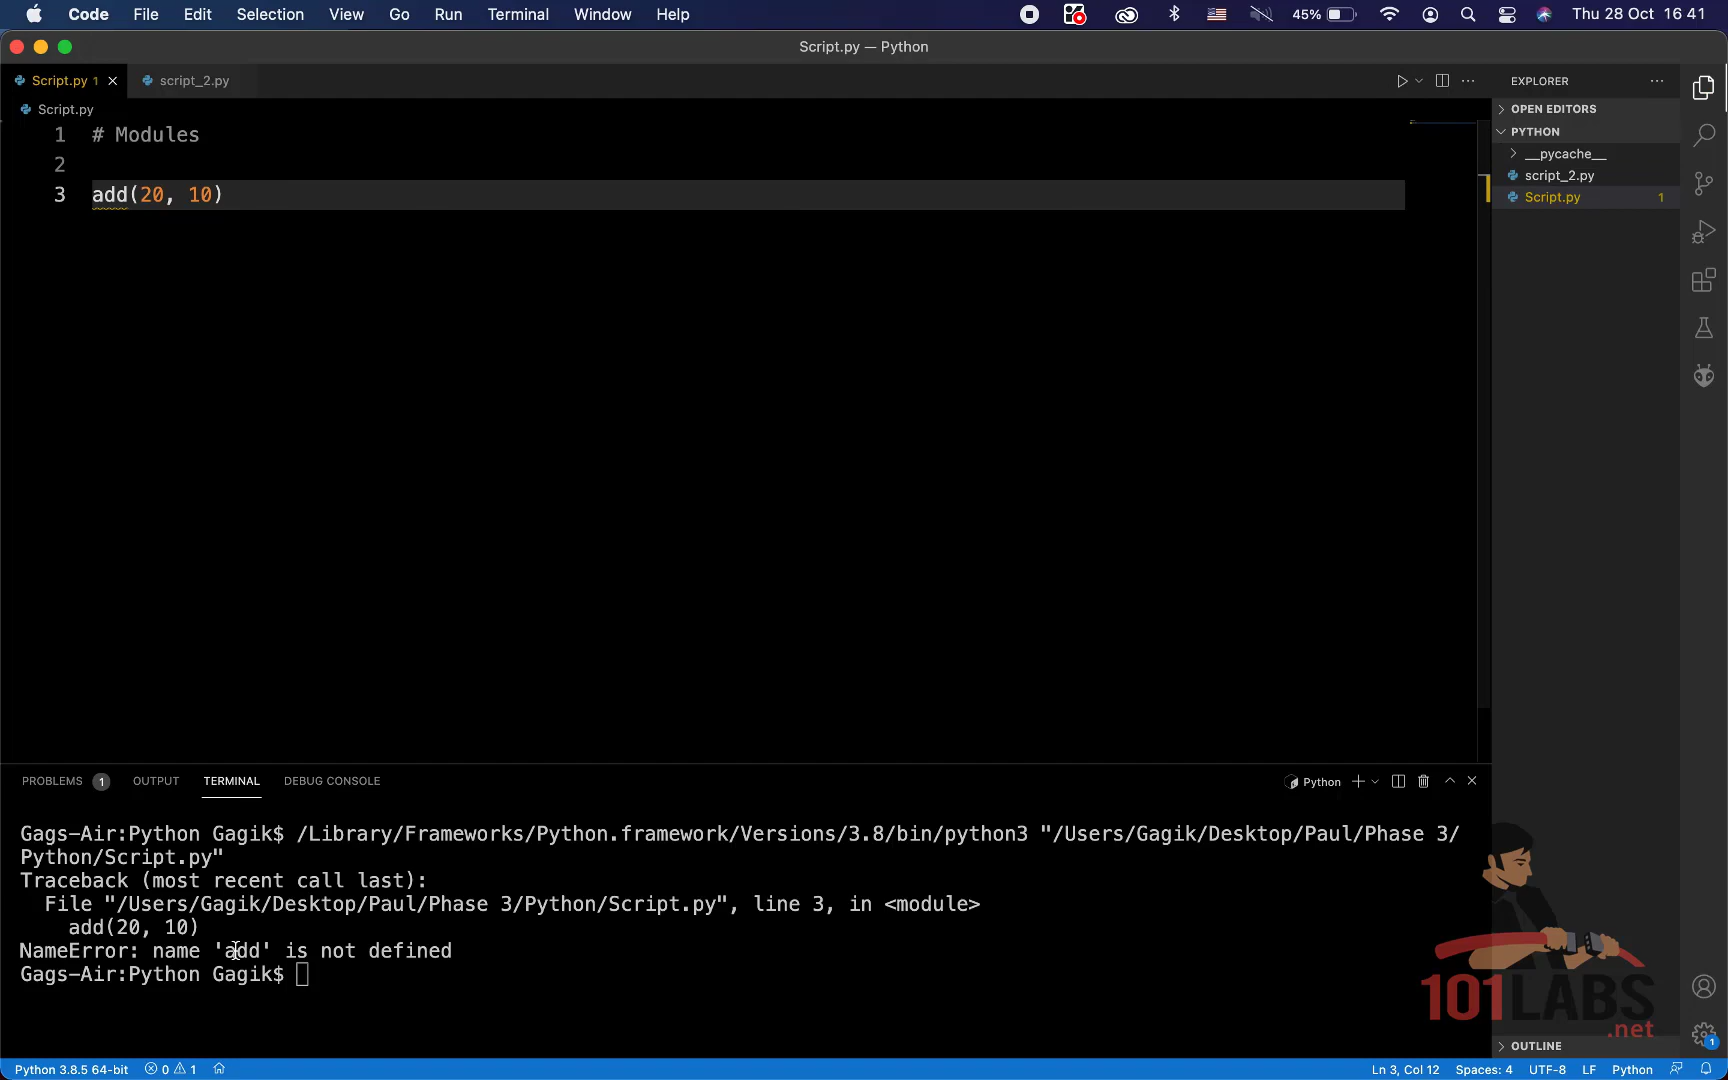 Code File Edit Selection View Go Run Terminal Window Help 45% Thu 28 Oct 16 41
Script.py — Python
Script.py 1 script_2.py
EXPLORER
Script.py
OPEN EDITORS
1 # Modules
PYTHON
__pycache__
2
script_2.py
3 add(20, 10)
Script.py 1
PROBLEMS 1 OUTPUT TERMINAL DEBUG CONSOLE Python
Gags-Air:Python Gagik$ /Library/Frameworks/Python.framework/Versions/3.8/bin/python3 "/Users/Gagik/Desktop/Paul/Phase 3/
Python/Script.py"
Traceback (most recent call last):
File "/Users/Gagik/Desktop/Paul/Phase 3/Python/Script.py", line 3, in <module>
add(20, 10)
NameError: name 'add' is not defined
Gags-Air:Python Gagik$
101LABS
.net
OUTLINE
1
Python 3.8.5 64-bit 0 1 Ln 3, Col 12 Spaces: 4 UTF-8 LF Python